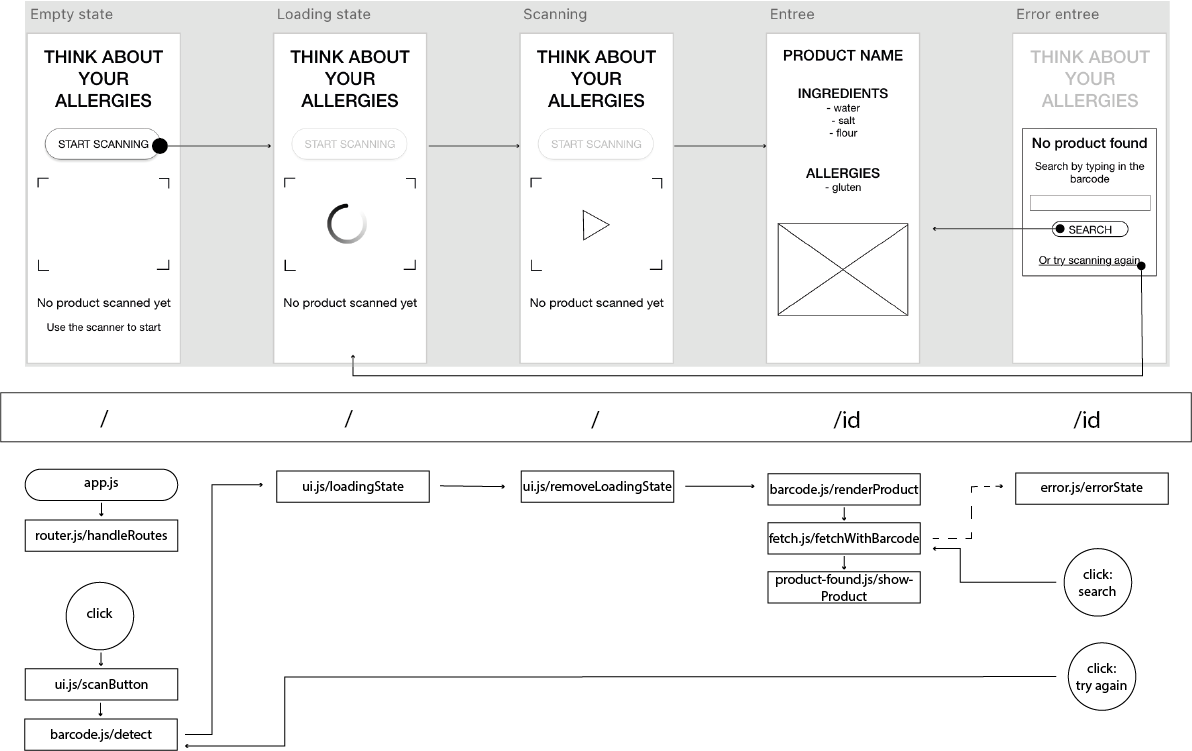 Empty state
Loading state
Scanning
Entree
Error entree
THINK ABOUT
YOUR
ALLERGIES
START SCANNING
No product scanned yet
Use the scanner to start
THINK ABOUT
YOUR
ALLERGIES
START SCANNING
No product scanned yet
THINK ABOUT
YOUR
ALLERGIES
START SCANNING
No product scanned yet
PRODUCT NAME
INGREDIENTS
- water
- salt
- flour
ALLERGIES
- gluten
THINK ABOUT
YOUR
ALLERGIES
No product found
Search by typing in the
barcode
SEARCH
Or try scanning again
/
/
/
/id
/id
app.js
router.js/handleRoutes
click
ui.js/scanButton
barcode.js/detect
ui.js/loadingState
ui.js/removeLoadingState
barcode.js/renderProduct
fetch.js/fetchWithBarcode
product-found.js/show-
Product
error.js/errorState
click:
search
click:
try again